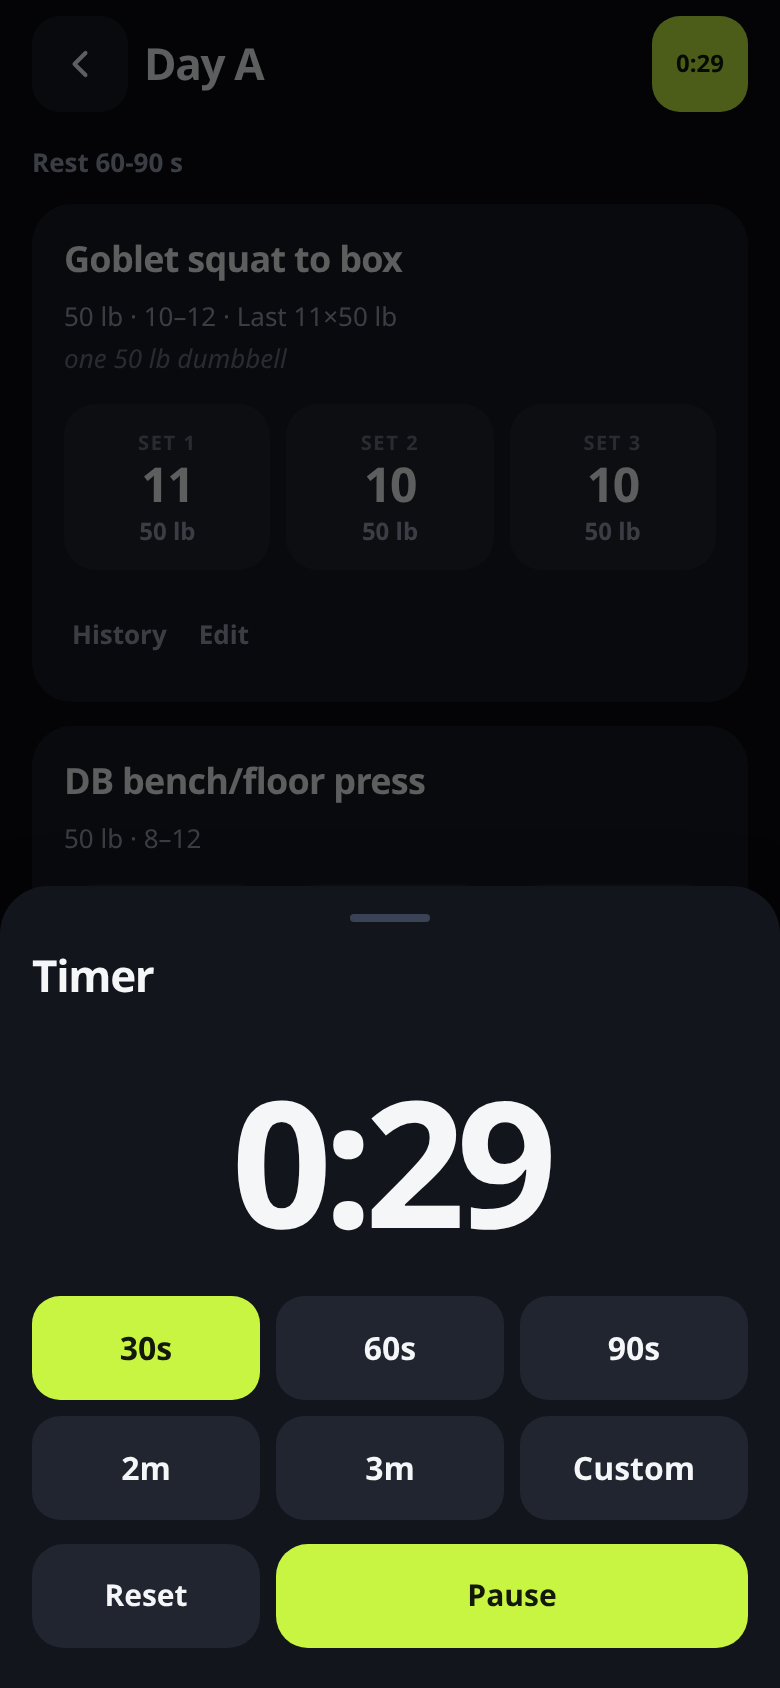 Day A
0:29
Rest 60-90 s
Goblet squat to box
50 lb · 10–12 · Last 11×50 lb
one 50 lb dumbbell
SET 1
11
50 lb
SET 2
10
50 lb
SET 3
10
50 lb
History Edit
DB bench/floor press
50 lb · 8–12
Timer
0:29
30s
60s
90s
2m
3m
Custom
Reset
Pause